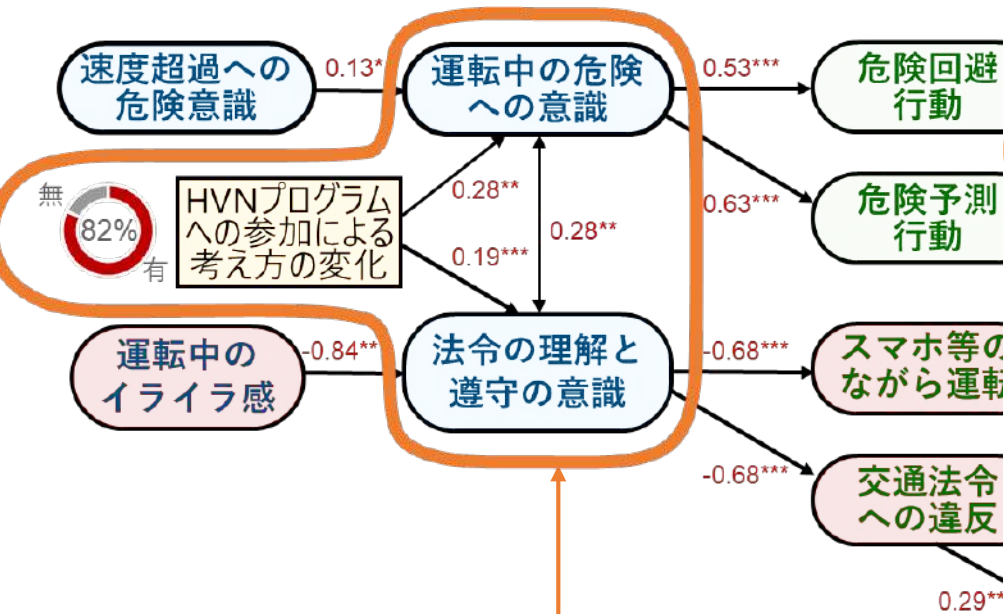 速度超過への
危険意識
0.13*
運転中の危険
への意識
0.53***
危険回避
行動
無
82%
有
HVNプログラム
への参加による
考え方の変化
0.28**
0.19***
0.28**
0.63***
危険予測
行動
運転中の
イライラ感
-0.84**
法令の理解と
遵守の意識
-0.68***
スマホ等の
ながら運転
-0.68***
交通法令
への違反
0.29**